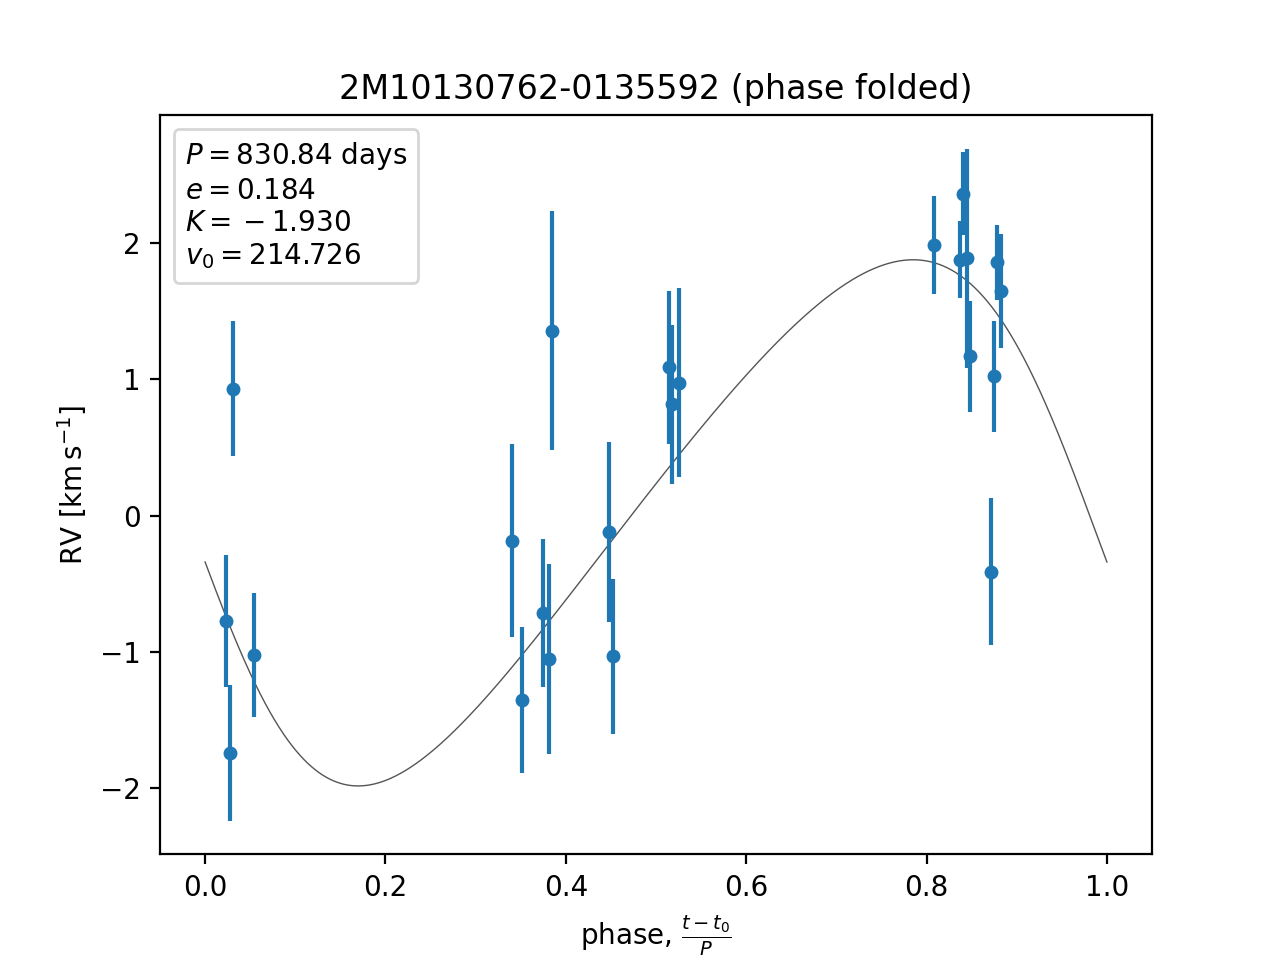 2M10130762-0135592 (phase folded)
P = 830.84 days
e = 0.184
K = −1.930
v₀ = 214.726
RV [km s⁻¹]
2
1
0
−1
−2
0.0 0.2 0.4 0.6 0.8 1.0
phase, (t − t₀)/P